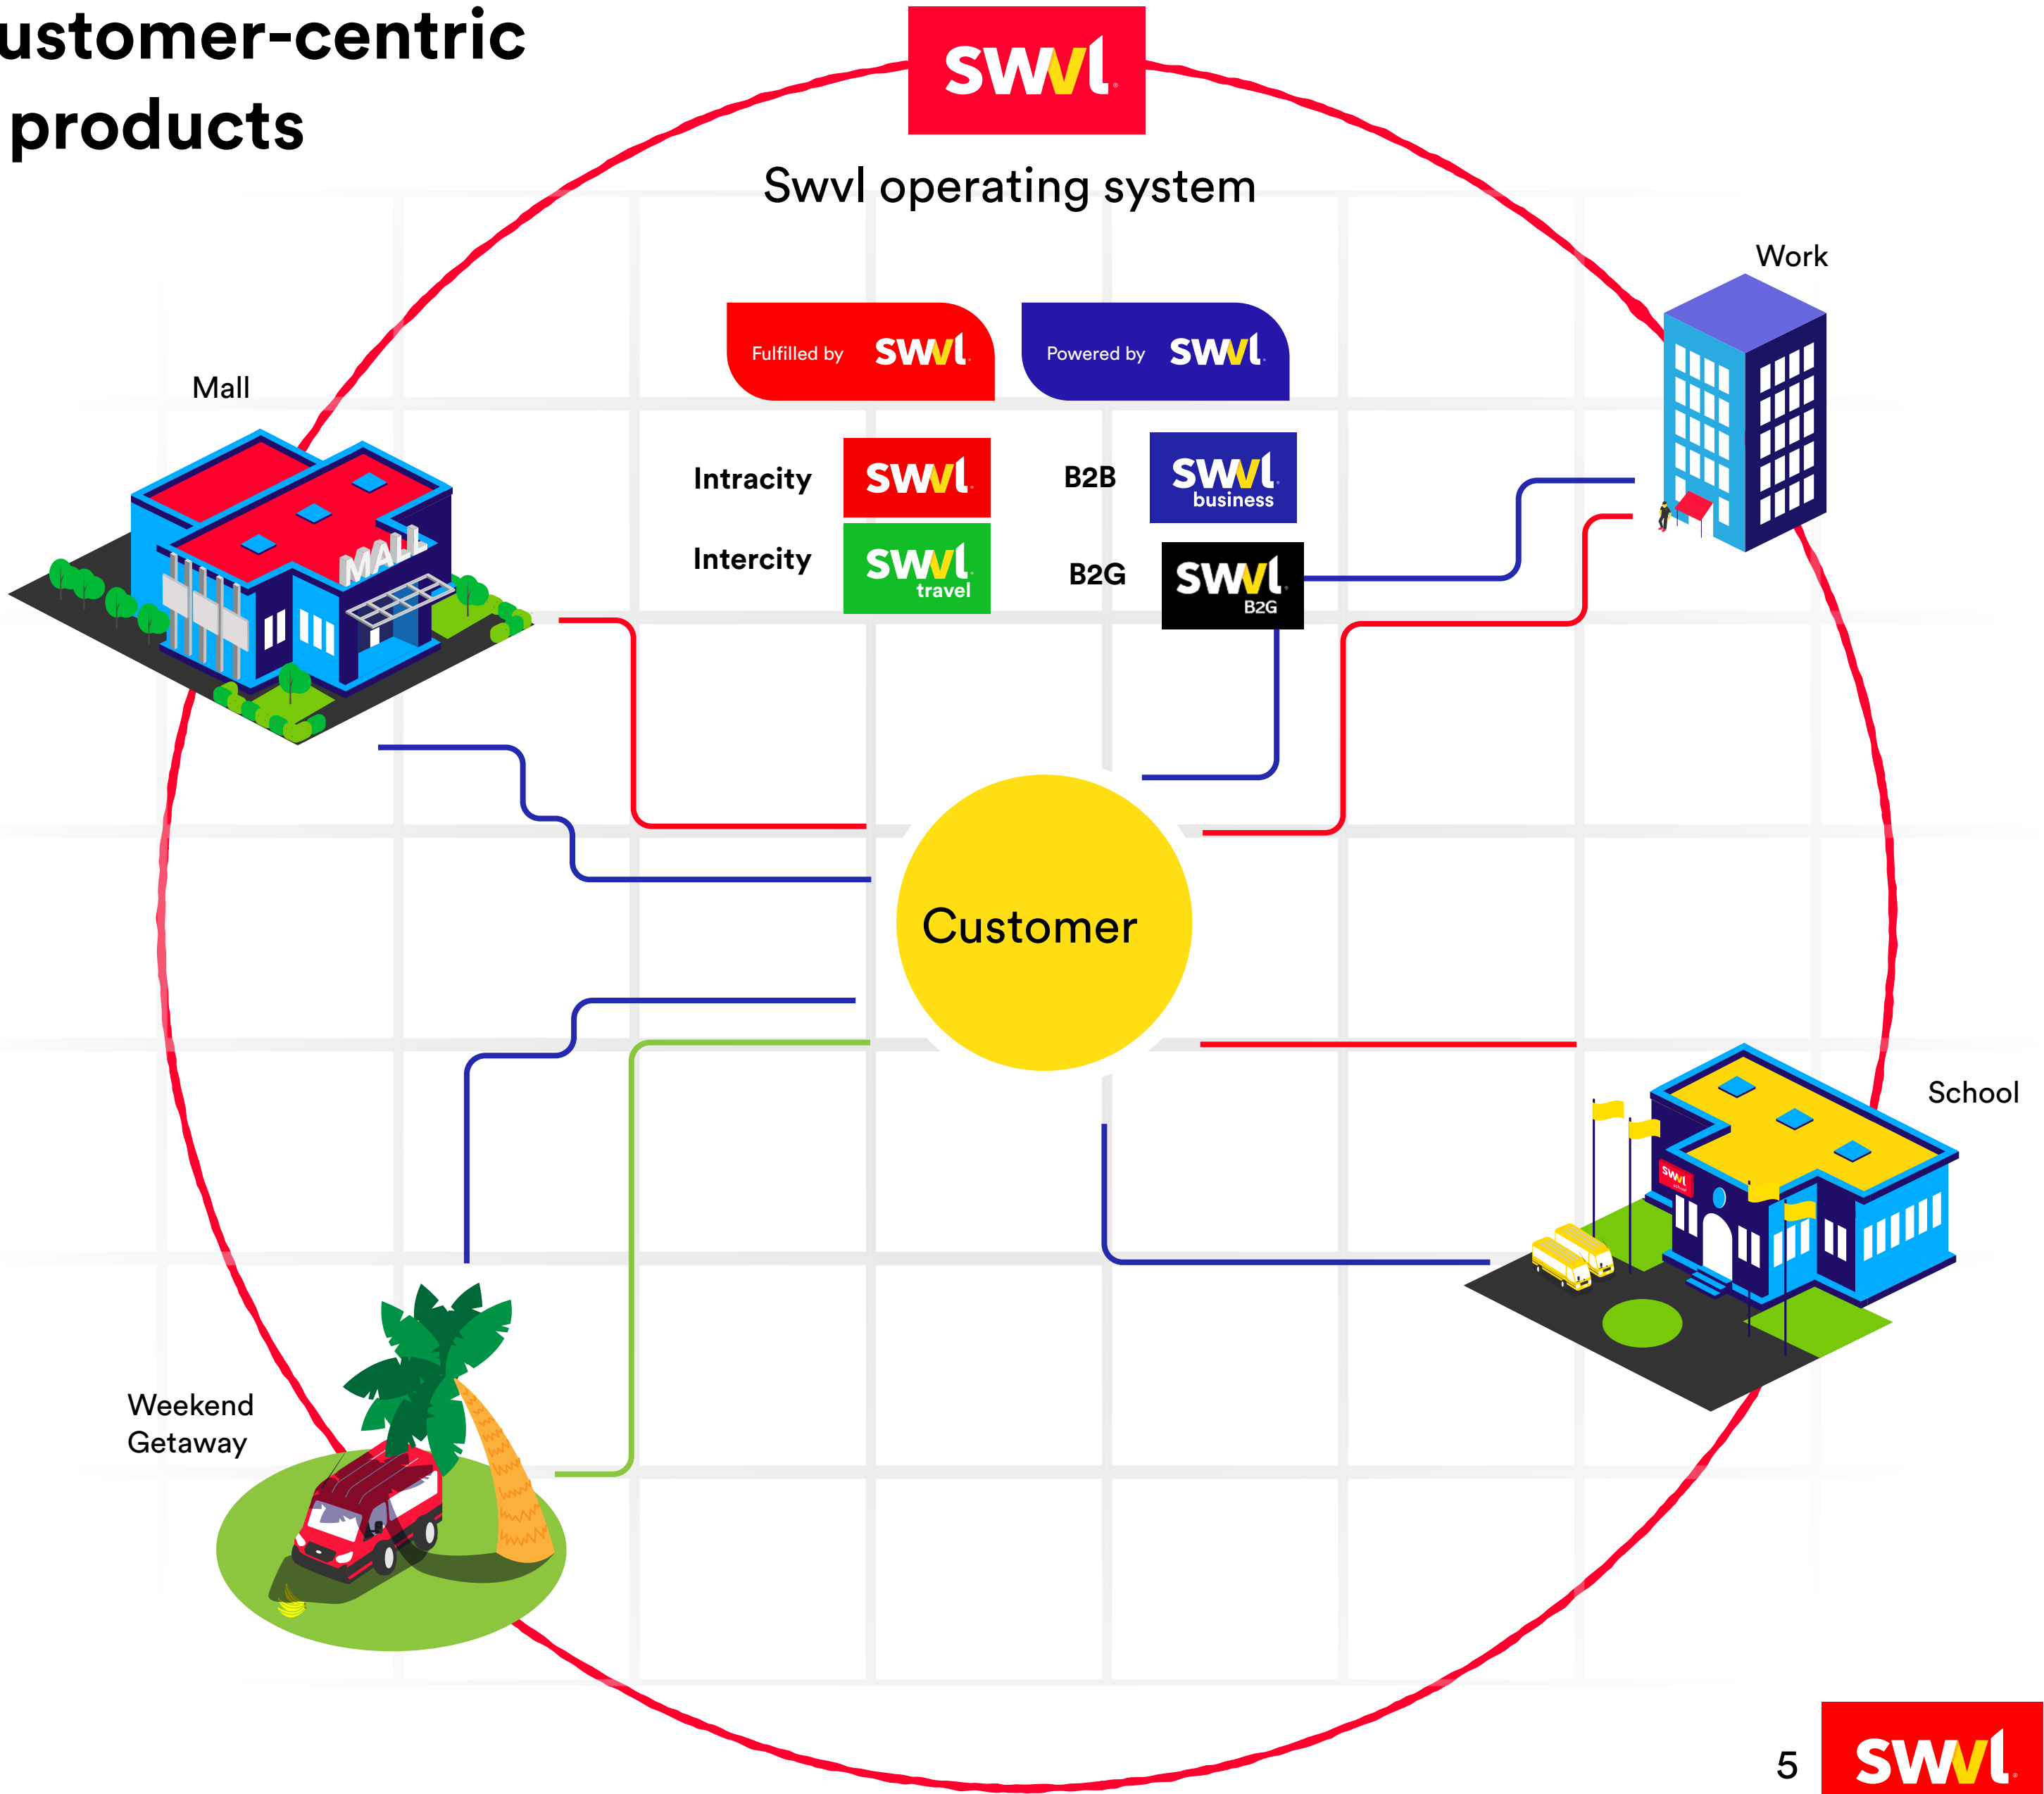 ustomer-centric
products
swvl
Swvl operating system
Work
Fulfilled by swvl
Powered by swvl
Mall
Intracity swvl
B2B swvl business
Intercity swvl travel
B2G swvl B2G
MALL
Customer
School
swvl
school
Weekend
Getaway
5 swvl